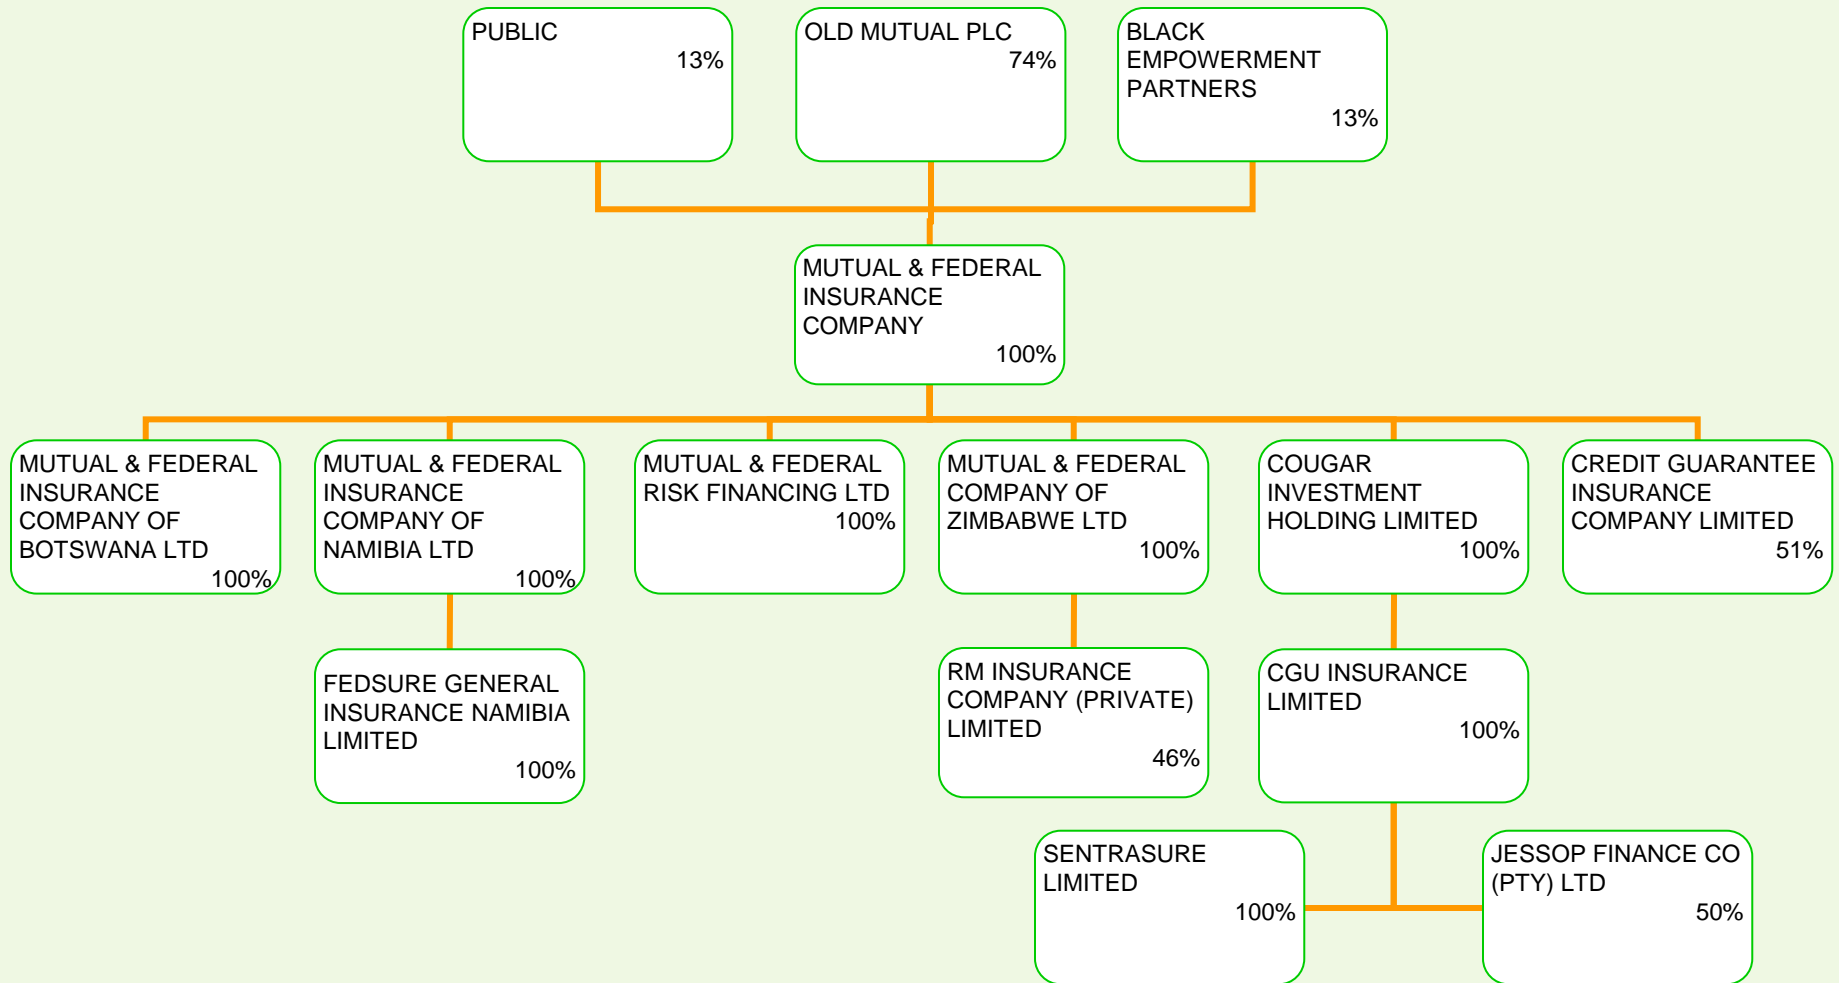 PUBLIC
13%
OLD MUTUAL PLC
74%
BLACK
EMPOWERMENT
PARTNERS
13%
MUTUAL & FEDERAL
INSURANCE
COMPANY
100%
MUTUAL & FEDERAL
INSURANCE
COMPANY OF
BOTSWANA LTD
100%
MUTUAL & FEDERAL
INSURANCE
COMPANY OF
NAMIBIA LTD
100%
MUTUAL & FEDERAL
RISK FINANCING LTD
100%
MUTUAL & FEDERAL
COMPANY OF
ZIMBABWE LTD
100%
COUGAR
INVESTMENT
HOLDING LIMITED
100%
CREDIT GUARANTEE
INSURANCE
COMPANY LIMITED
51%
FEDSURE GENERAL
INSURANCE NAMIBIA
LIMITED
100%
RM INSURANCE
COMPANY (PRIVATE)
LIMITED
46%
CGU INSURANCE
LIMITED
100%
SENTRASURE
LIMITED
100%
JESSOP FINANCE CO
(PTY) LTD
50%